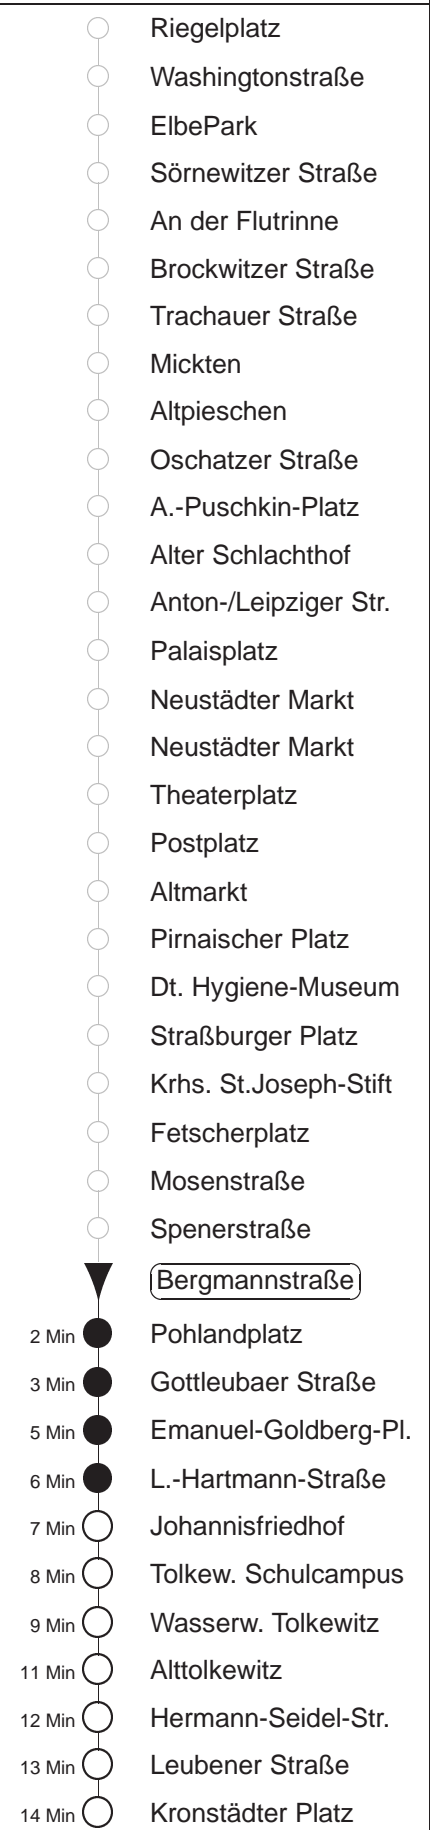 Riegelplatz
Washingtonstraße
ElbePark
Sörnewitzer Straße
An der Flutrinne
Brockwitzer Straße
Trachauer Straße
Mickten
Altpieschen
Oschatzer Straße
A.-Puschkin-Platz
Alter Schlachthof
Anton-/Leipziger Str.
Palaisplatz
Neustädter Markt
Neustädter Markt
Theaterplatz
Postplatz
Altmarkt
Pirnaischer Platz
Dt. Hygiene-Museum
Straßburger Platz
Krhs. St.Joseph-Stift
Fetscherplatz
Mosenstraße
Spenerstraße
Bergmannstraße
2 Min Pohlandplatz
3 Min Gottleubaer Straße
5 Min Emanuel-Goldberg-Pl.
6 Min L.-Hartmann-Straße
7 Min Johannisfriedhof
8 Min Tolkew. Schulcampus
9 Min Wasserw. Tolkewitz
11 Min Alttolkewitz
12 Min Hermann-Seidel-Str.
13 Min Leubener Straße
14 Min Kronstädter Platz